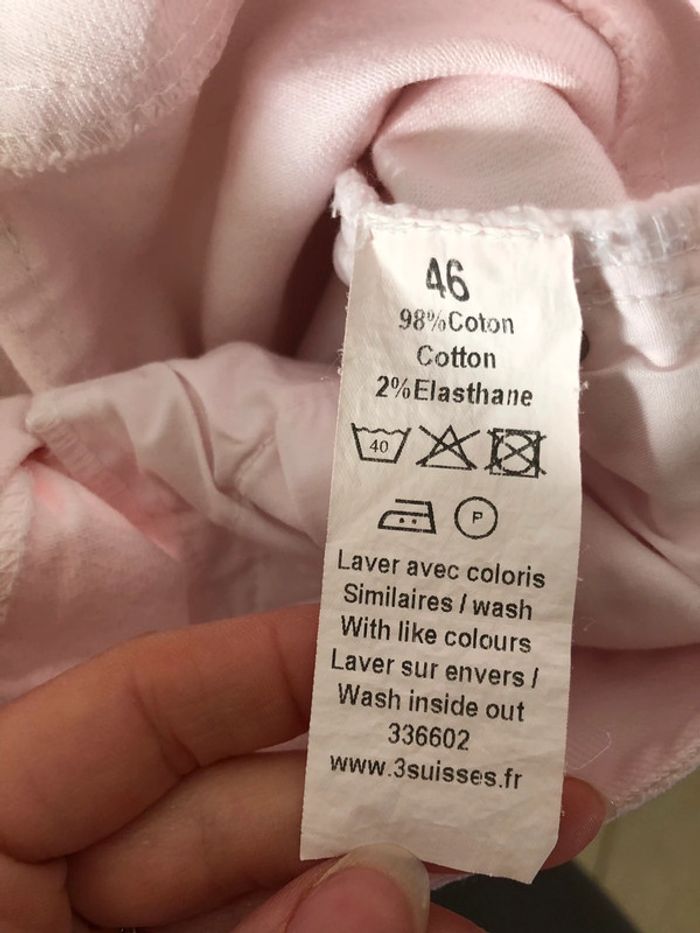 46
98%Coton
Cotton
2%Elasthane
40
P
Laver avec coloris
Similaires / wash
With like colours
Laver sur envers /
Wash inside out
336602
www.3suisses.fr